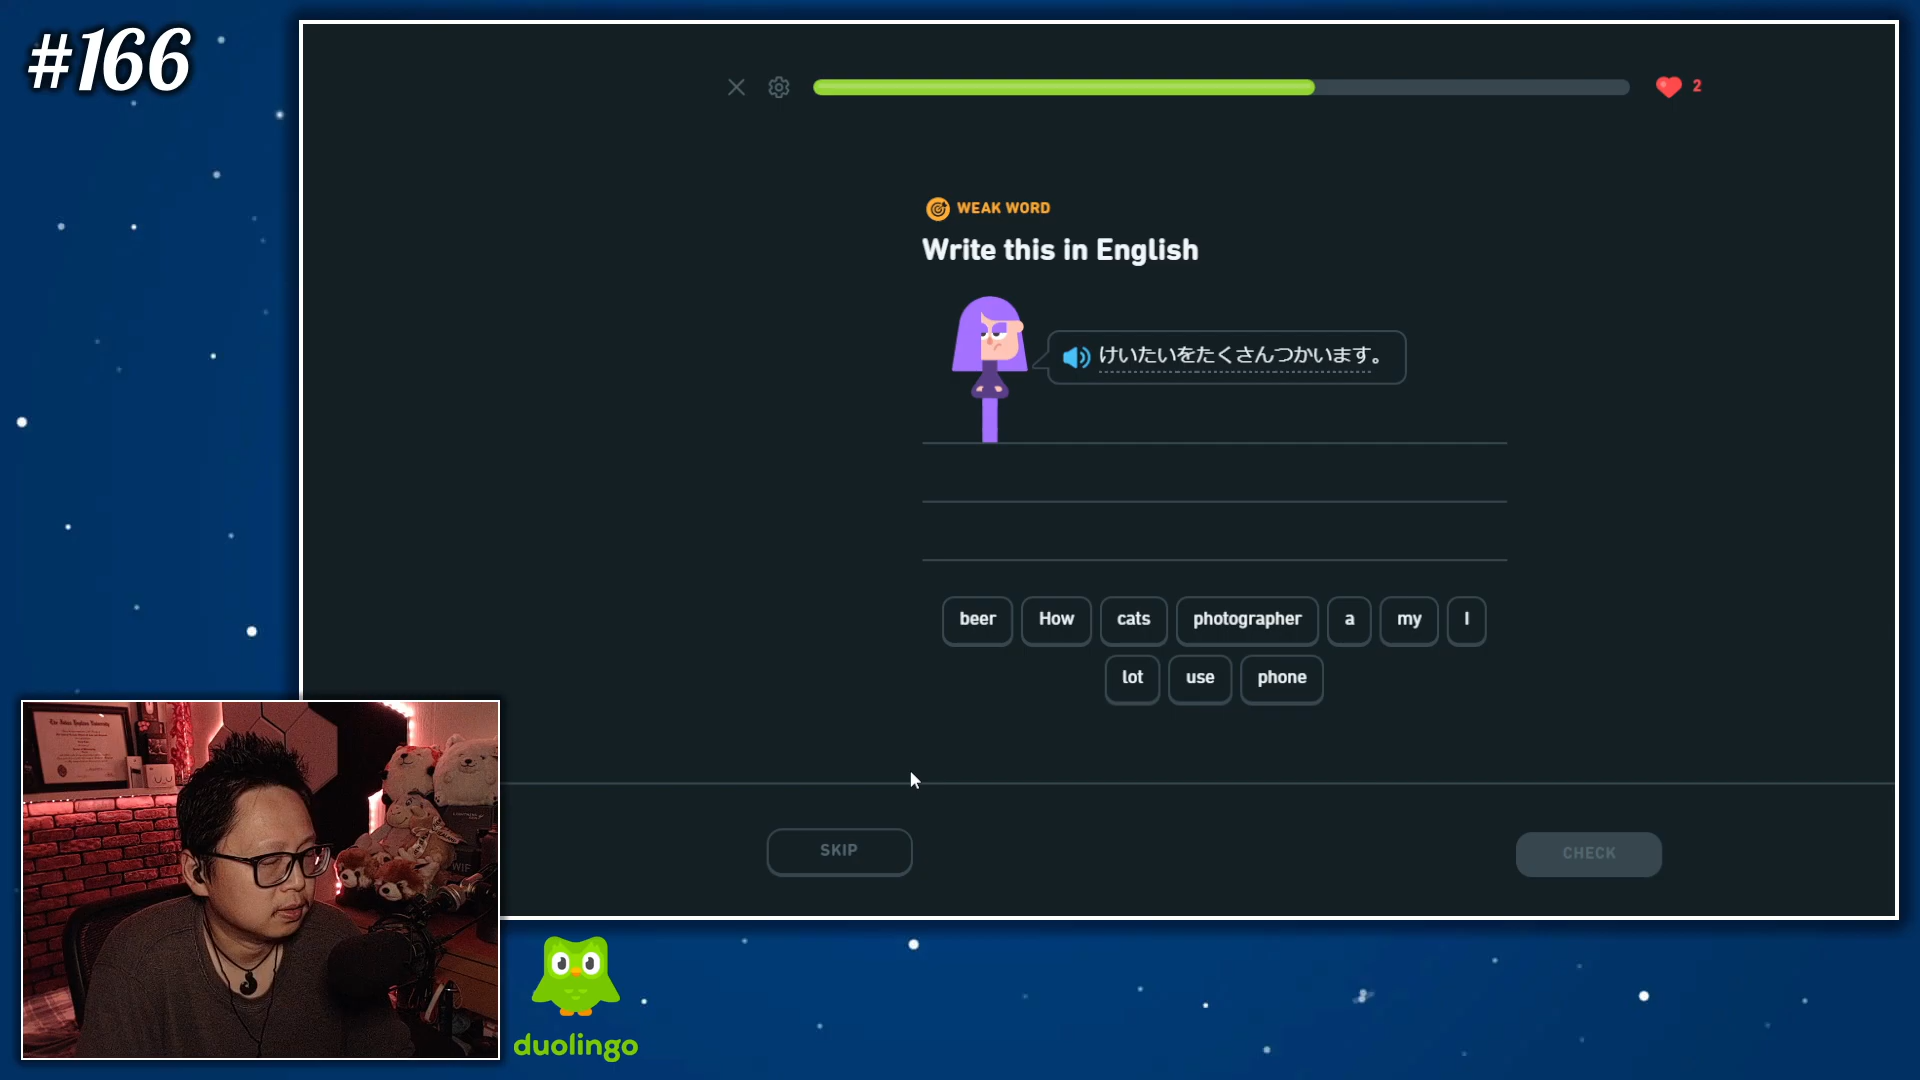 #166
2
WEAK WORD
Write this in English
けいたいをたくさんつかいます。
beer How cats photographer a my I
lot use phone
SKIP
CHECK
duolingo